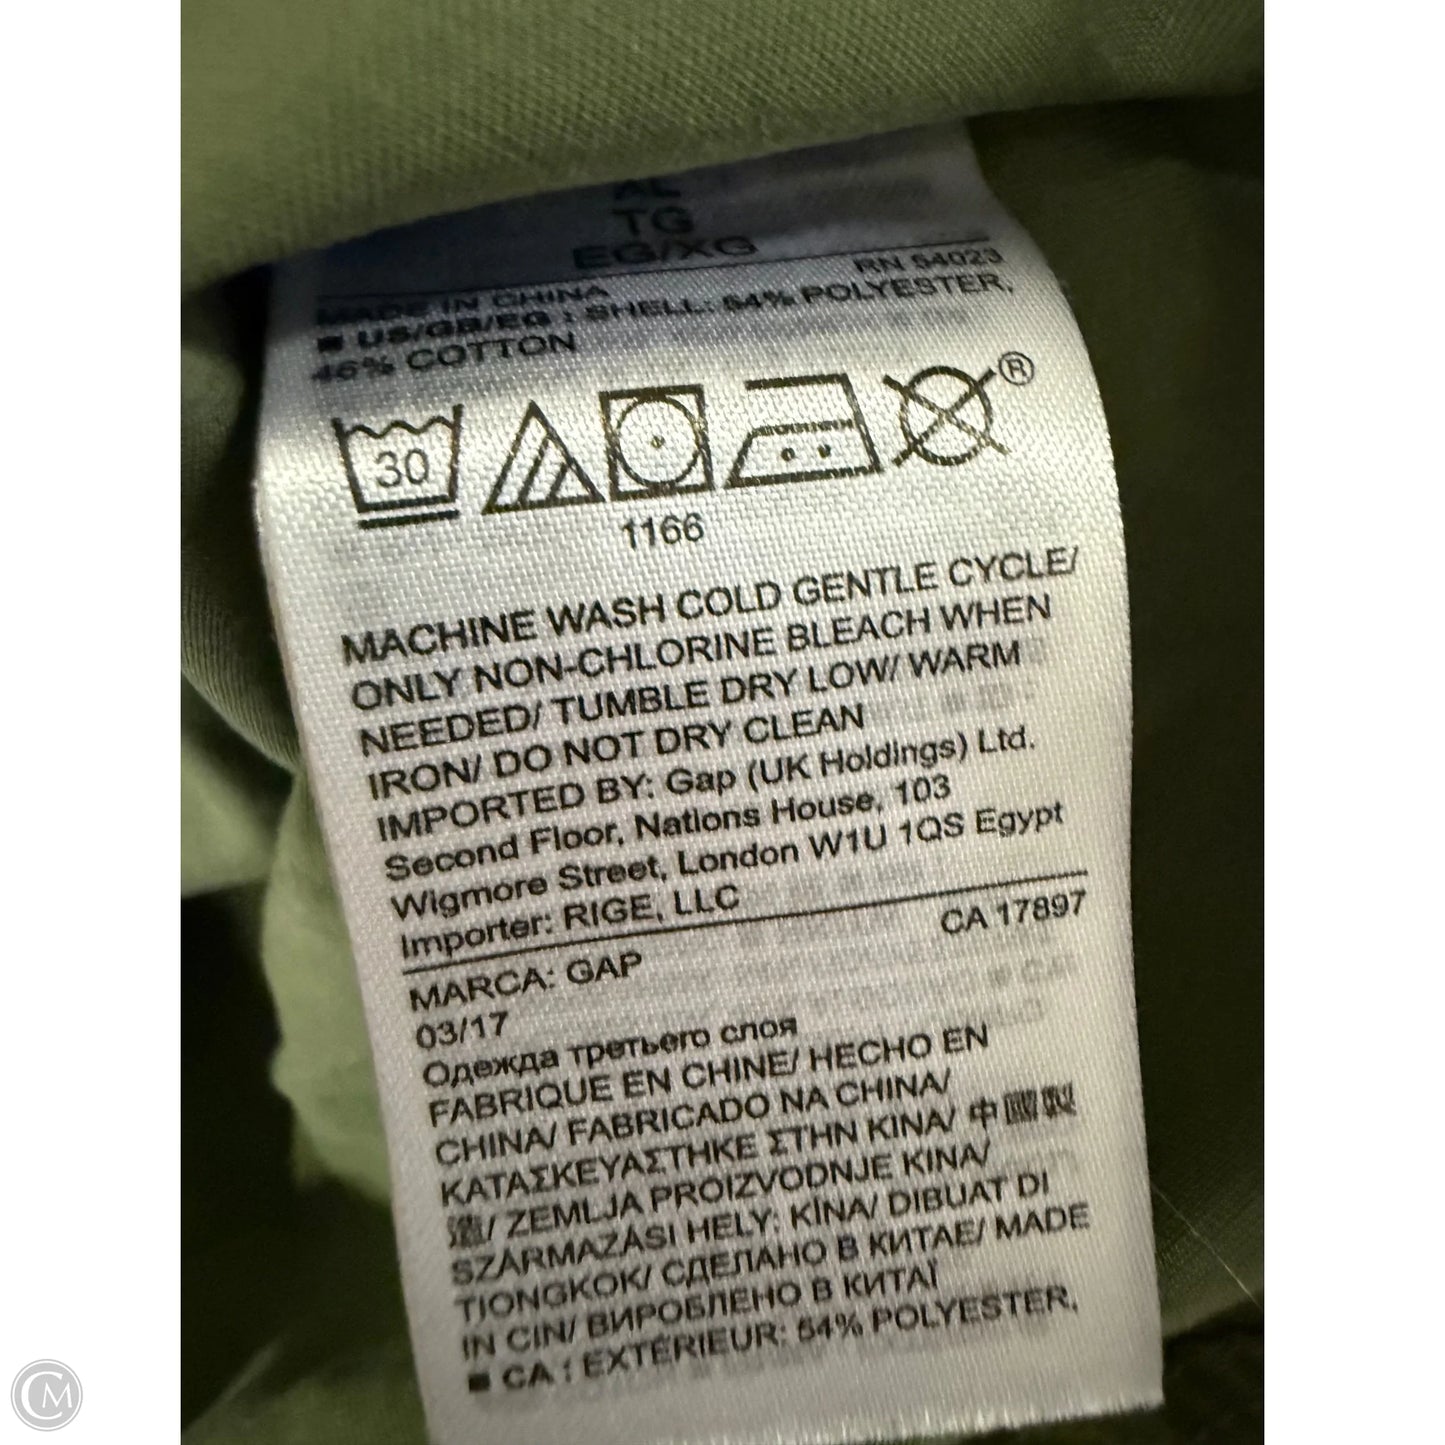 XL
TG
EG/XG
RN 54023
MADE IN CHINA
■ US/GB/EG : SHELL: 54% POLYESTER,
46% COTTON
30
®
1166
MACHINE WASH COLD GENTLE CYCLE/
ONLY NON-CHLORINE BLEACH WHEN
NEEDED/ TUMBLE DRY LOW/ WARM
IRON/ DO NOT DRY CLEAN
IMPORTED BY: Gap (UK Holdings) Ltd.
Second Floor, Nations House, 103
Wigmore Street, London W1U 1QS Egypt
Importer: RIGE, LLC
CA 17897
MARCA: GAP
03/17
Одежда третьего слоя
FABRIQUE EN CHINE/ HECHO EN
CHINA/ FABRICADO NA CHINA/
ΚΑΤΑΣΚΕΥΑΣΤΗΚΕ ΣΤΗΝ ΚΙΝΑ/ 中國製
造/ ZEMLJA PROIZVODNJE KINA/
SZÁRMAZÁSI HELY: KÍNA/ DIBUAT DI
TIONGKOK/ СДЕЛАНО В КИТАЕ/ MADE
IN CIN/ ВИРОБЛЕНО В КИТАЇ
■ CA : EXTÉRIEUR: 54% POLYESTER,
CM